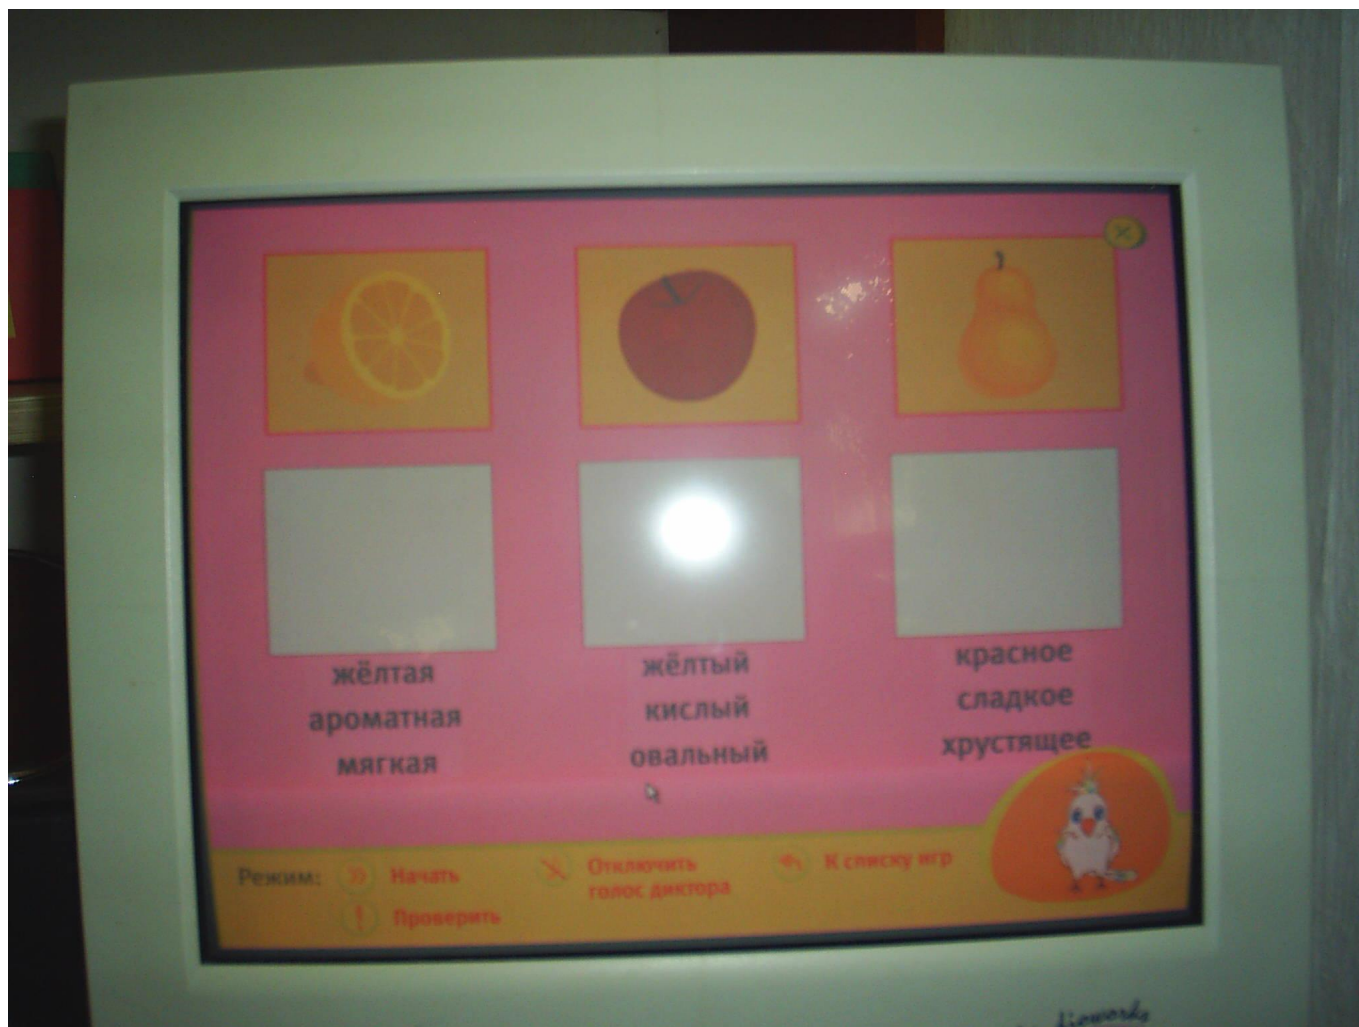 жёлтая
ароматная
мягкая
жёлтый
кислый
овальный
красное
сладкое
хрустящее
Режим:
Начать
Проверить
Отключить
голос диктора
К списку игр